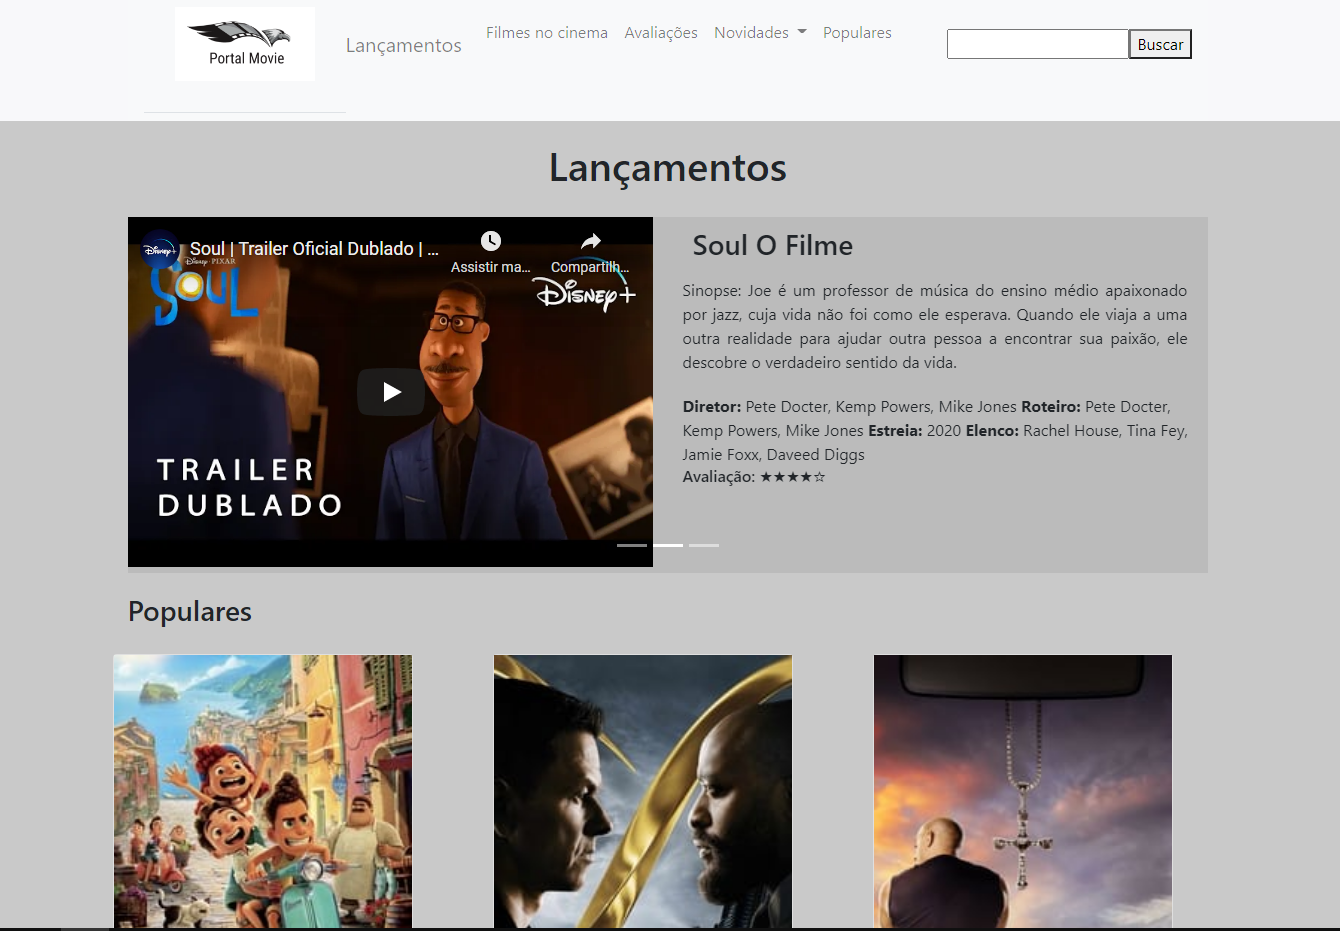 Portal Movie
Lançamentos
Filmes no cinema
Avaliações
Novidades
Populares
Buscar
Lançamentos
Disney+
Soul | Trailer Oficial Dublado | ...
Assistir ma...
Compartilh...
Disney · PIXAR
SOUL
Disney+
TRAILER
DUBLADO
Soul O Filme
Sinopse: Joe é um professor de música do ensino médio apaixonado
por jazz, cuja vida não foi como ele esperava. Quando ele viaja a uma
outra realidade para ajudar outra pessoa a encontrar sua paixão, ele
descobre o verdadeiro sentido da vida.
Diretor: Pete Docter, Kemp Powers, Mike Jones Roteiro: Pete Docter,
Kemp Powers, Mike Jones Estreia: 2020 Elenco: Rachel House, Tina Fey,
Jamie Foxx, Daveed Diggs
Avaliação: ★★★★☆
Populares